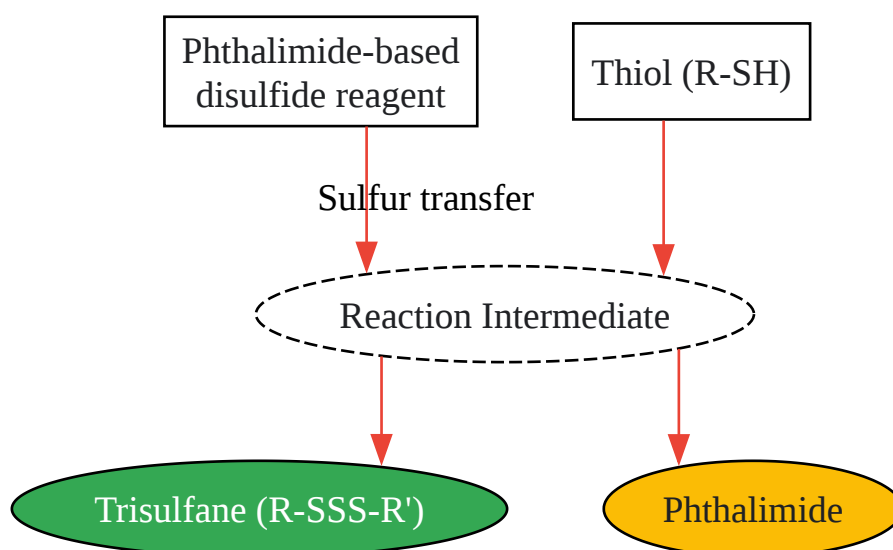 Phthalimide-based
disulfide reagent
Thiol (R-SH)
Sulfur transfer
Reaction Intermediate
Trisulfane (R-SSS-R')
Phthalimide